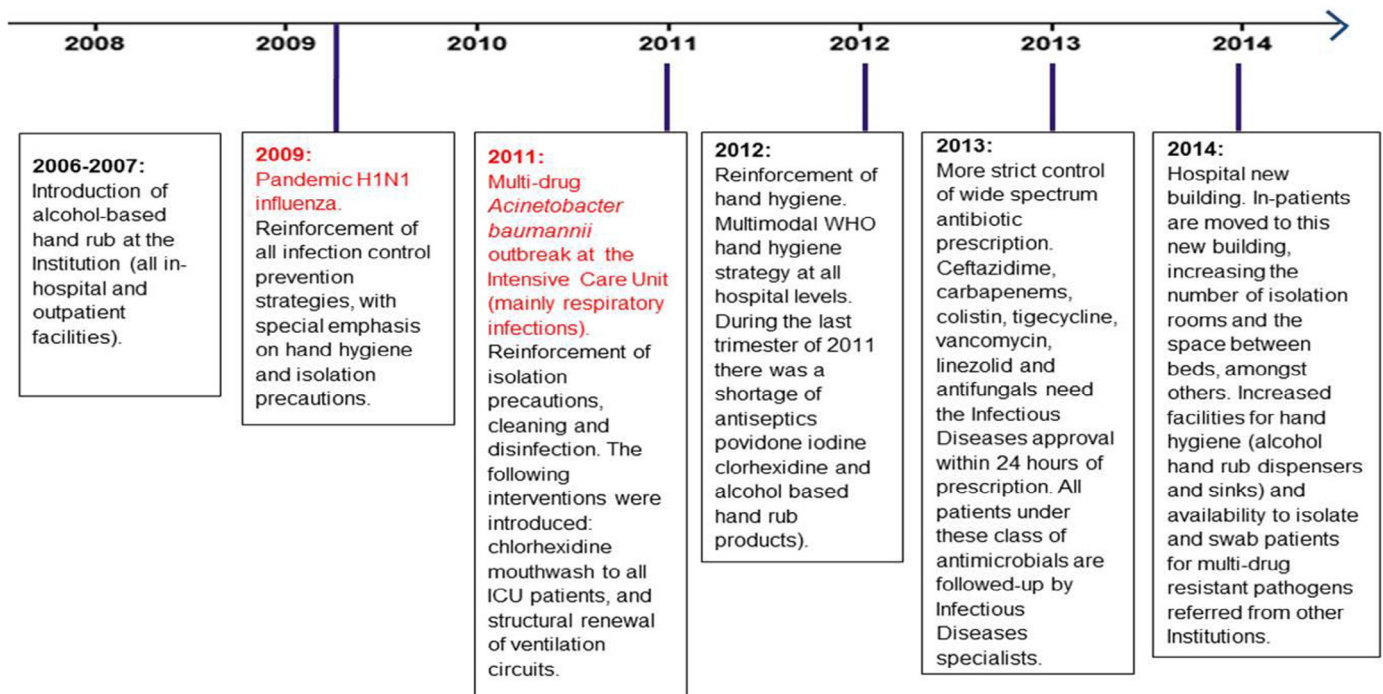 2008 2009 2010 2011 2012 2013 2014
2006-2007:
Introduction of
alcohol-based
hand rub at the
Institution (all in-
hospital and
outpatient
facilities).
2009:
Pandemic H1N1
influenza.
Reinforcement of
all infection control
prevention
strategies, with
special emphasis
on hand hygiene
and isolation
precautions.
2011:
Multi-drug
Acinetobacter
baumannii
outbreak at the
Intensive Care Unit
(mainly respiratory
infections).
Reinforcement of
isolation
precautions,
cleaning and
disinfection. The
following
interventions were
introduced:
chlorhexidine
mouthwash to all
ICU patients, and
structural renewal
of ventilation
circuits.
2012:
Reinforcement of
hand hygiene.
Multimodal WHO
hand hygiene
strategy at all
hospital levels.
During the last
trimester of 2011
there was a
shortage of
antiseptics
povidone iodine
clorhexidine and
alcohol based
hand rub
products).
2013:
More strict control
of wide spectrum
antibiotic
prescription.
Ceftazidime,
carbapenems,
colistin, tigecycline,
vancomycin,
linezolid and
antifungals need
the Infectious
Diseases approval
within 24 hours of
prescription. All
patients under
these class of
antimicrobials are
followed-up by
Infectious
Diseases
specialists.
2014:
Hospital new
building. In-patients
are moved to this
new building,
increasing the
number of isolation
rooms and the
space between
beds, amongst
others. Increased
facilities for hand
hygiene (alcohol
hand rub dispensers
and sinks) and
availability to isolate
and swab patients
for multi-drug
resistant pathogens
referred from other
Institutions.